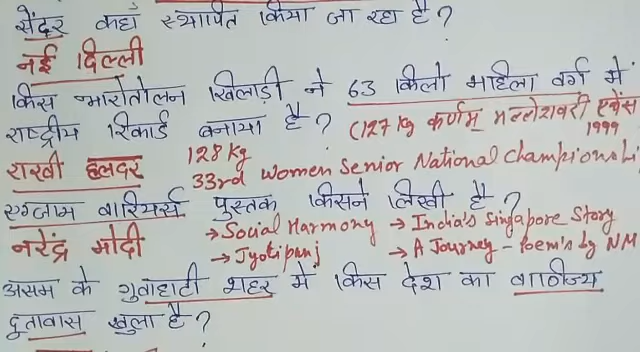 सेंटर कहाँ स्थापित किया जा रहा है?
नई दिल्ली
किस भारोतोलन खिलाड़ी ने 63 किलो महिला वर्ग में
राष्ट्रीय रिकार्ड बनाया है? (127 kg कर्णम मल्लेश्वरी एथेंस 1999
राखी हलदर 128 kg
33rd Women Senior National Champions
एग्जाम वारियर्स पुस्तक किसने लिखी है?
नरेंद्र मोदी →Social Harmony → India's Singapore Story
→ Jyotipunj → A Journey - Poem's by NM
असम के गुवाहाटी शहर में किस देश का वाणिज्य
दूतावास खुला है?